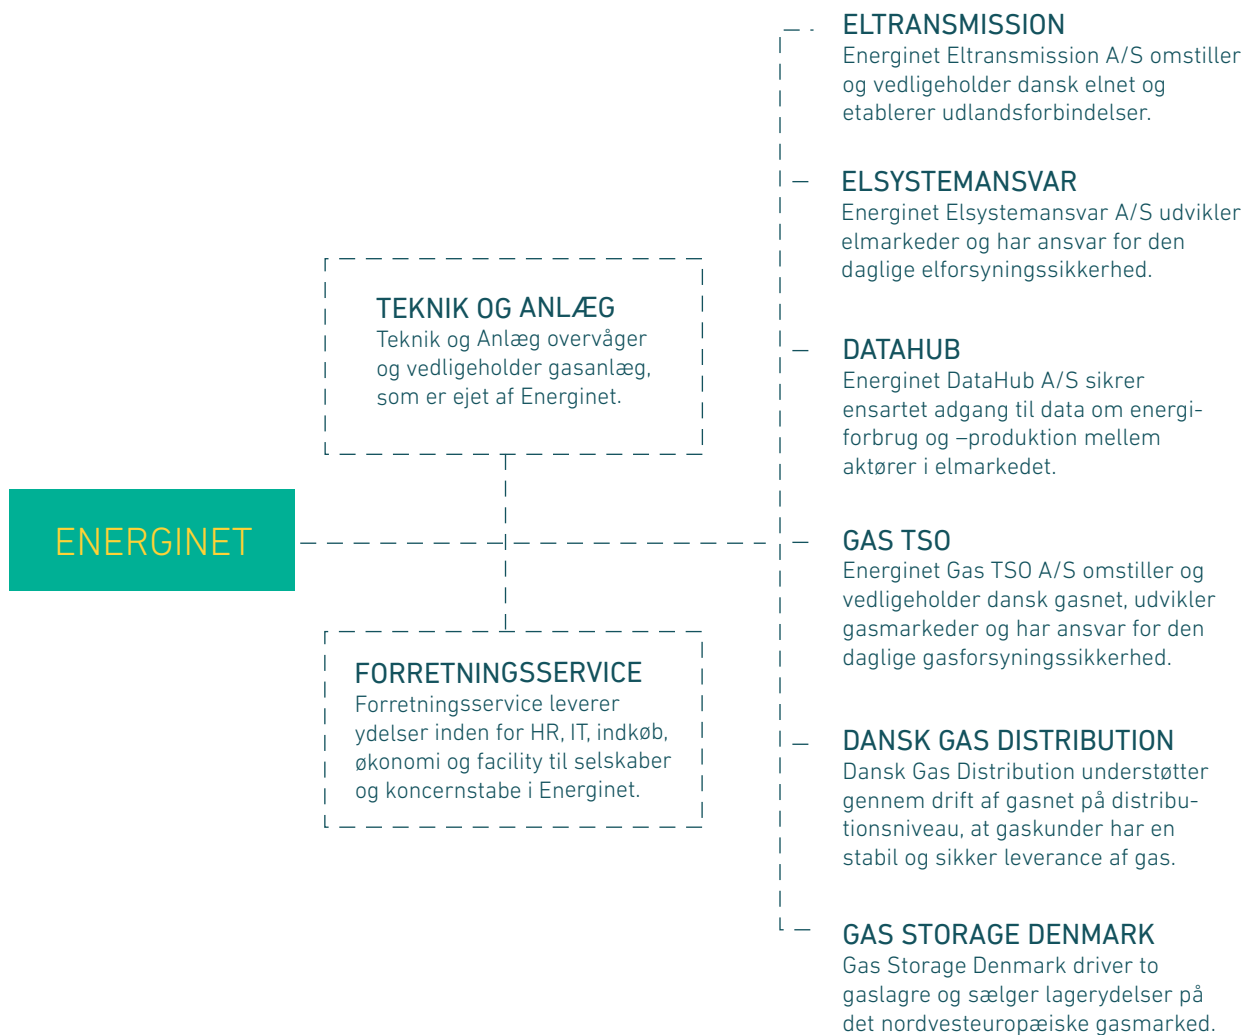 ENERGINET
TEKNIK OG ANLÆG
Teknik og Anlæg overvåger
og vedligeholder gasanlæg,
som er ejet af Energinet.
FORRETNINGSSERVICE
Forretningsservice leverer
ydelser inden for HR, IT, indkøb,
økonomi og facility til selskaber
og koncernstabe i Energinet.
ELTRANSMISSION
Energinet Eltransmission A/S omstiller
og vedligeholder dansk elnet og
etablerer udlandsforbindelser.
ELSYSTEMANSVAR
Energinet Elsystemansvar A/S udvikler
elmarkeder og har ansvar for den
daglige elforsyningssikkerhed.
DATAHUB
Energinet DataHub A/S sikrer
ensartet adgang til data om energi-
forbrug og –produktion mellem
aktører i elmarkedet.
GAS TSO
Energinet Gas TSO A/S omstiller og
vedligeholder dansk gasnet, udvikler
gasmarkeder og har ansvar for den
daglige gasforsyningssikkerhed.
DANSK GAS DISTRIBUTION
Dansk Gas Distribution understøtter
gennem drift af gasnet på distribu-
tionsniveau, at gaskunder har en
stabil og sikker leverance af gas.
GAS STORAGE DENMARK
Gas Storage Denmark driver to
gaslagre og sælger lagerydelser på
det nordvesteuropæiske gasmarked.